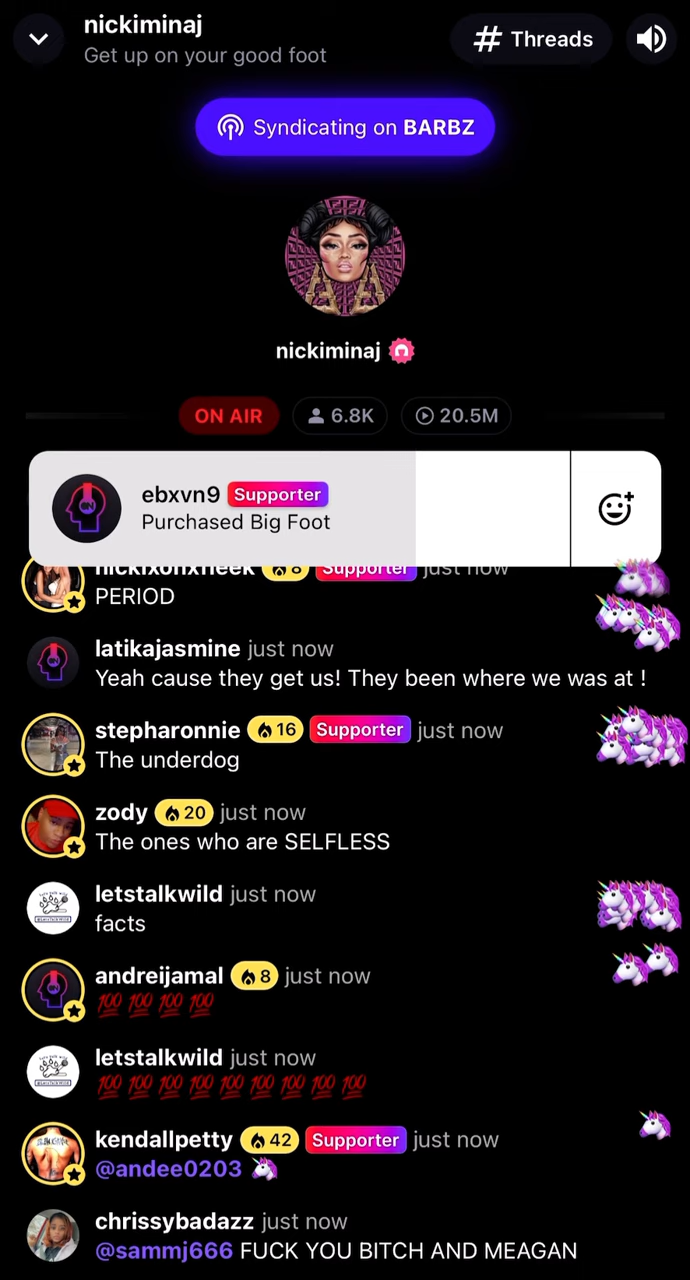 nickiminaj
Get up on your good foot
# Threads
Syndicating on BARBZ
nickiminaj
ON AIR
6.8K
20.5M
ebxvn9 Supporter
Purchased Big Foot
8 Supporter just now
PERIOD
latikajasmine just now
Yeah cause they get us! They been where we was at !
stepharonnie 16 Supporter just now
The underdog
zody 20 just now
The ones who are SELFLESS
letstalkwild just now
facts
andreijamal 8 just now
💯 💯 💯 💯
letstalkwild just now
💯 💯 💯 💯 💯 💯 💯 💯 💯
kendallpetty 42 Supporter just now
@andee0203 🦄
chrissybadazz just now
@sammj666 FUCK YOU BITCH AND MEAGAN